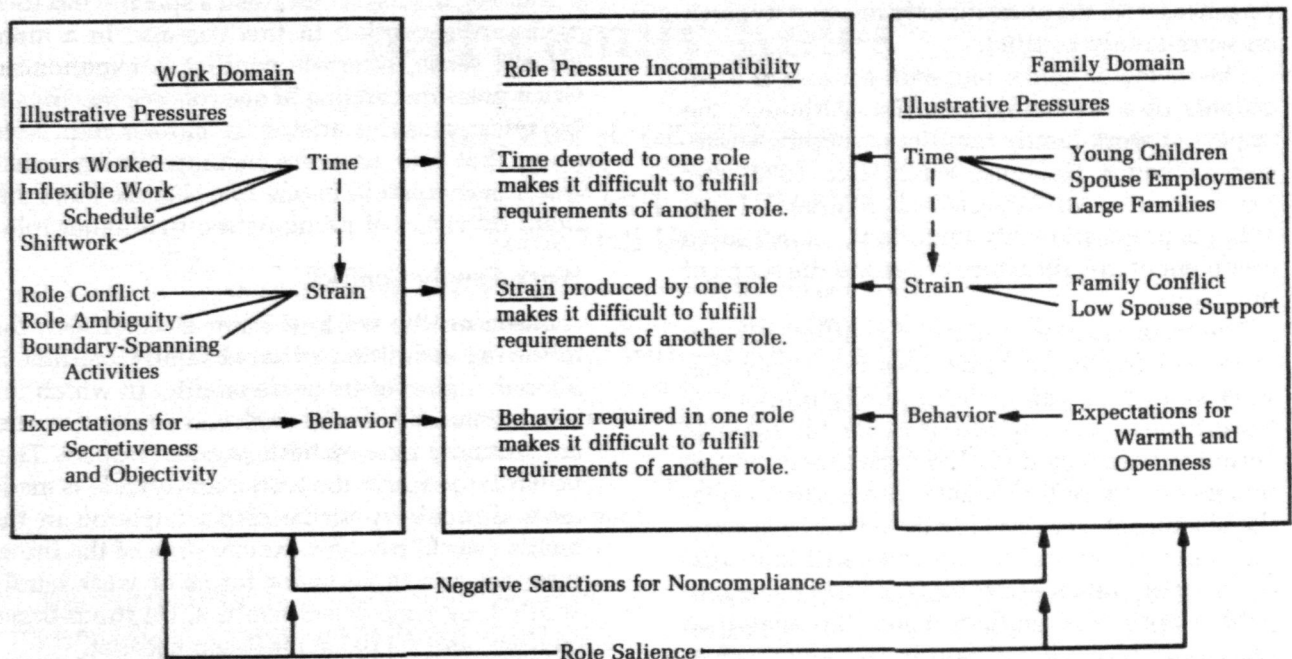 Work Domain
Illustrative Pressures
Hours Worked
Inflexible Work
Schedule
Shiftwork
Time
Role Conflict
Role Ambiguity
Boundary-Spanning
Activities
Strain
Expectations for
Secretiveness
and Objectivity
Behavior
Role Pressure Incompatibility
Time devoted to one role
makes it difficult to fulfill
requirements of another role.
Strain produced by one role
makes it difficult to fulfill
requirements of another role.
Behavior required in one role
makes it difficult to fulfill
requirements of another role.
Family Domain
Illustrative Pressures
Time
Young Children
Spouse Employment
Large Families
Strain
Family Conflict
Low Spouse Support
Behavior
Expectations for
Warmth and
Openness
Negative Sanctions for Noncompliance
Role Salience